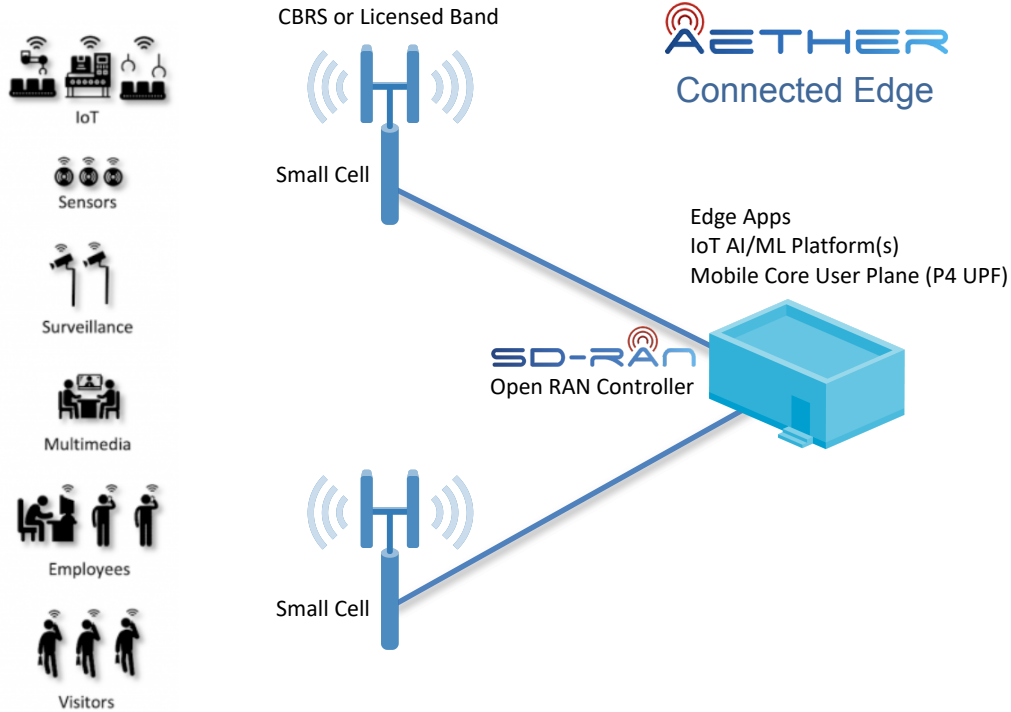 IoT
Sensors
Surveillance
Multimedia
Employees
Visitors
CBRS or Licensed Band
Small Cell
Small Cell
AETHER
Connected Edge
Edge Apps
IoT AI/ML Platform(s)
Mobile Core User Plane (P4 UPF)
SD-RAN
Open RAN Controller